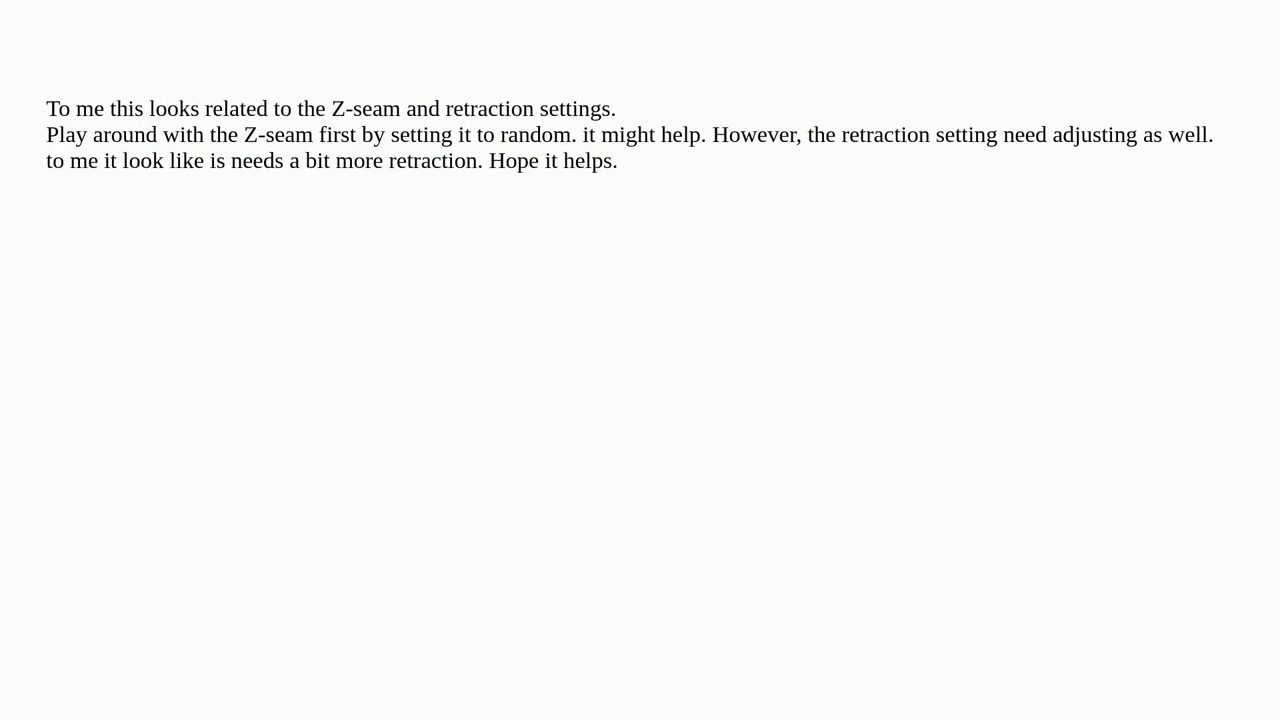 To me this looks related to the Z-seam and retraction settings.
Play around with the Z-seam first by setting it to random. it might help. However, the retraction setting need adjusting as well.
to me it look like is needs a bit more retraction. Hope it helps.